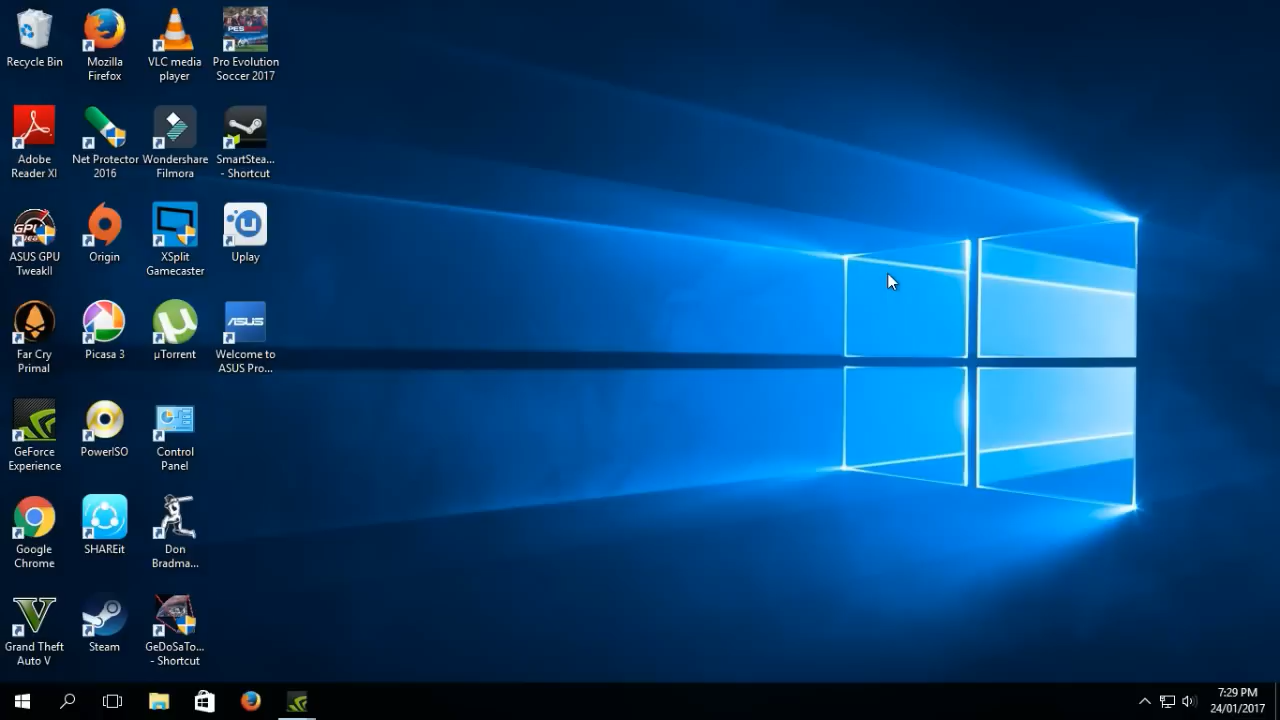 Recycle Bin
Mozilla
Firefox
VLC media
player
Pro Evolution
Soccer 2017
Adobe
Reader XI
Net Protector
2016
Wondershare
Filmora
SmartStea...
- Shortcut
ASUS GPU
TweakII
Origin
XSplit
Gamecaster
Uplay
Far Cry
Primal
Picasa 3
µTorrent
ASUS
Welcome to
ASUS Pro...
GeForce
Experience
PowerISO
Control
Panel
Google
Chrome
SHAREit
Don
Bradma...
Grand Theft
Auto V
Steam
GeDoSaTo...
- Shortcut
7:29 PM
24/01/2017